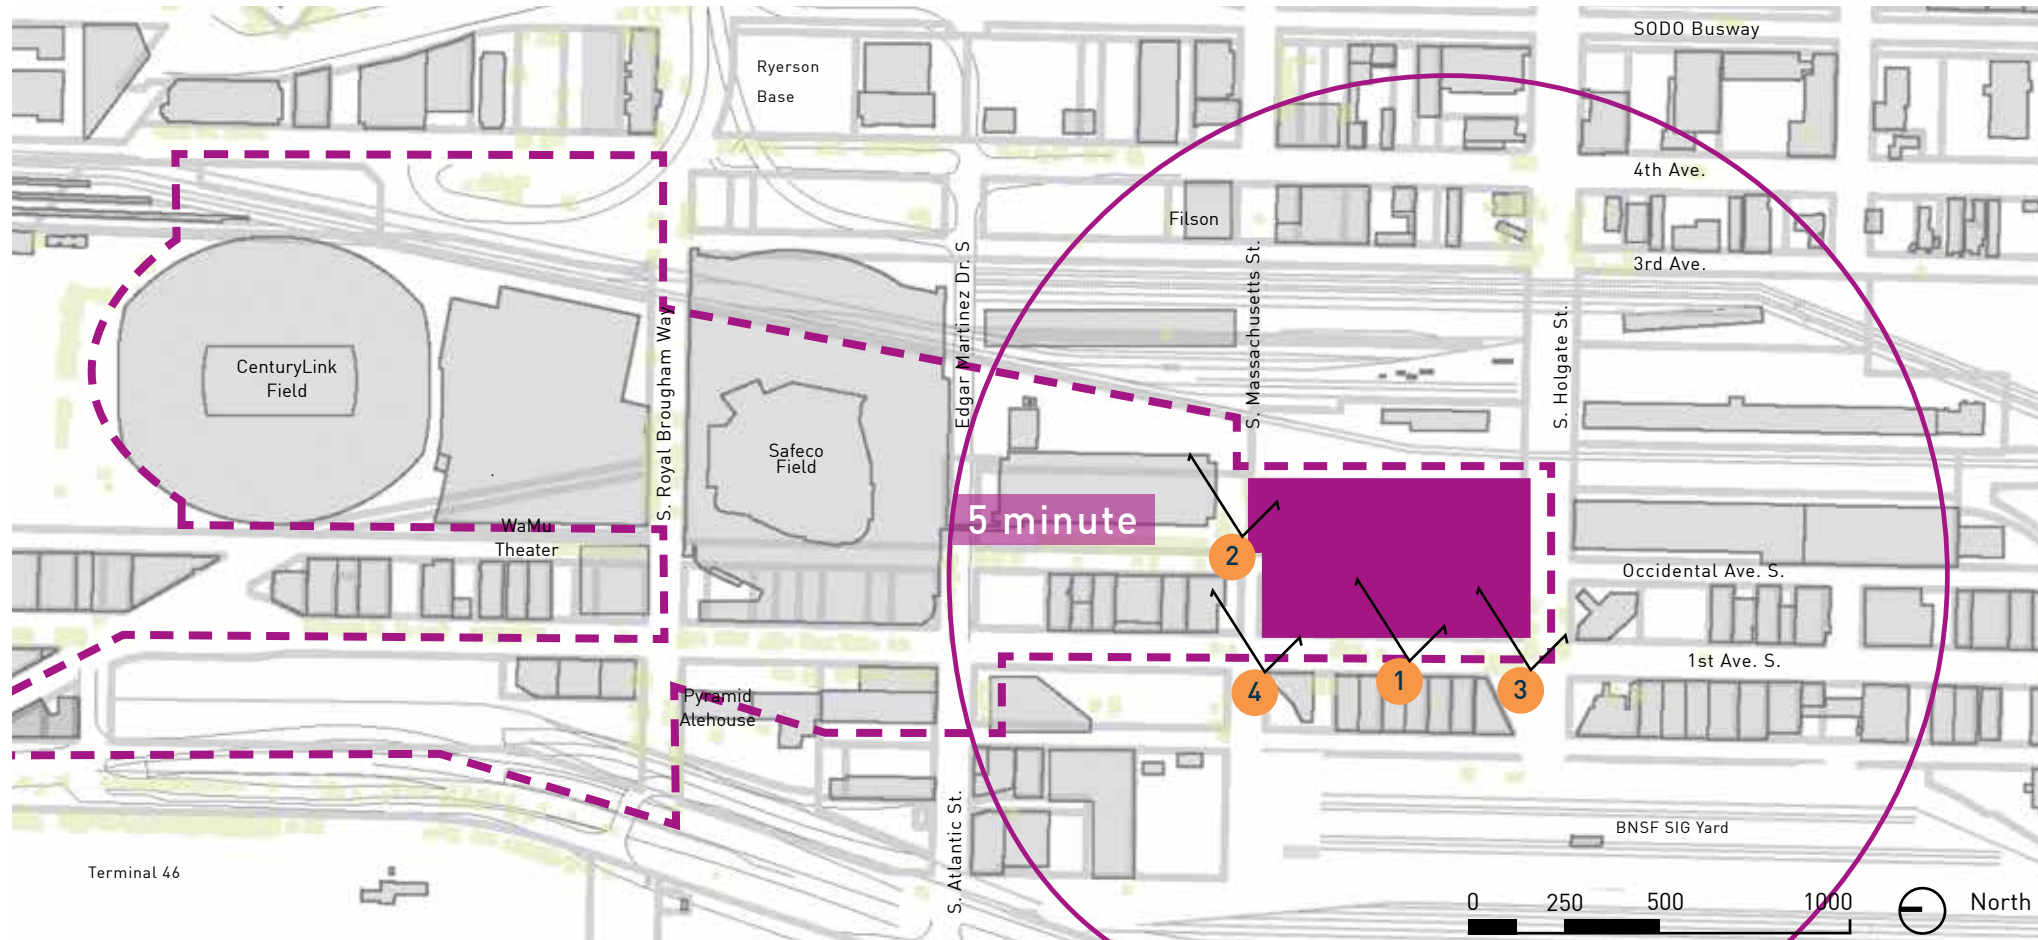 SODO Busway
Ryerson
Base
4th Ave.
Filson
3rd Ave.
S. Royal Brougham Way
Edgar Martinez Dr. S
S. Massachusetts St.
S. Holgate St.
CenturyLink
Field
Safeco
Field
5 minute
WaMu
Theater
2
Occidental Ave. S.
1st Ave. S.
4
1
3
Pyramid
Alehouse
S. Atlantic St.
BNSF SIG Yard
Terminal 46
0 250 500 1000
North